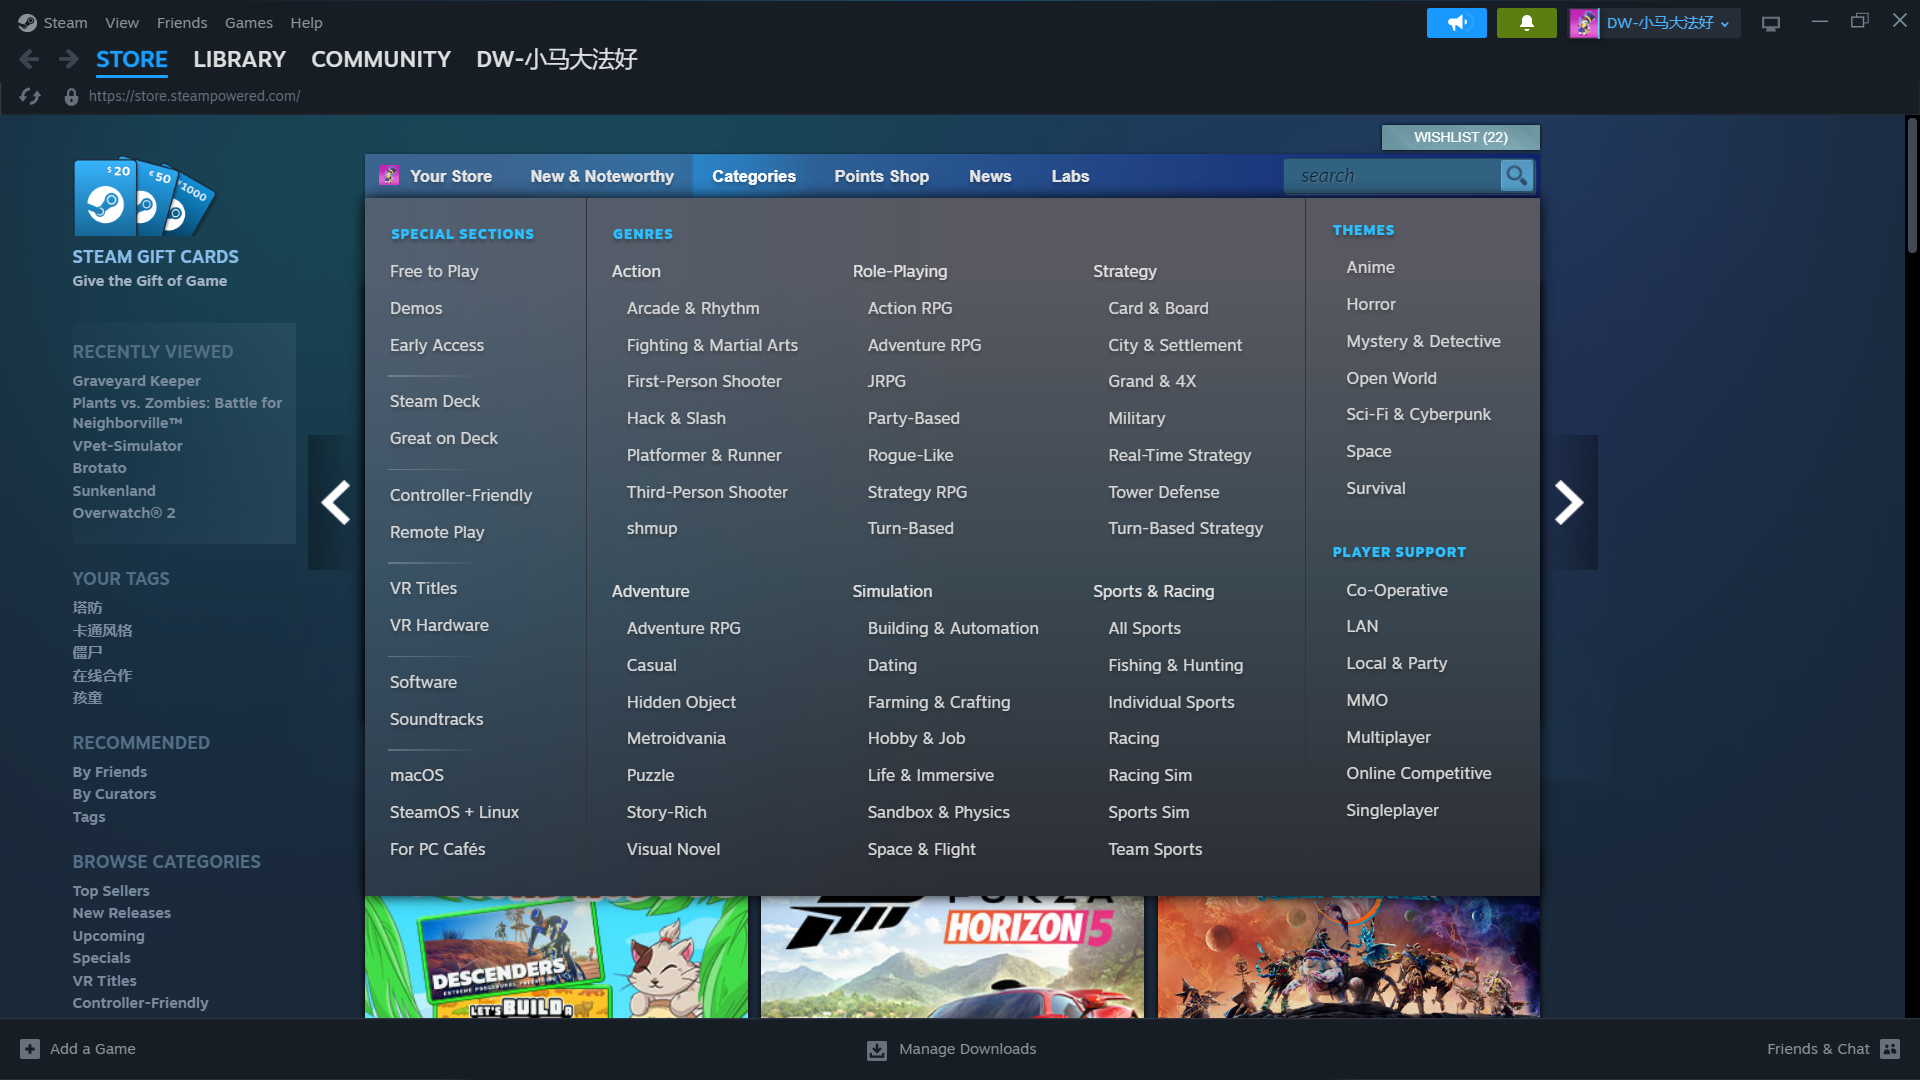 Steam View Friends Games Help
DW-小马大法好
STORE LIBRARY COMMUNITY DW-小马大法好
https://store.steampowered.com/
WISHLIST (22)
$20 €50 ¥1000
STEAM GIFT CARDS
Give the Gift of Game
Your Store New & Noteworthy Categories Points Shop News Labs search
RECENTLY VIEWED
Graveyard Keeper
Plants vs. Zombies: Battle for
Neighborville™
VPet-Simulator
Brotato
Sunkenland
Overwatch® 2
YOUR TAGS
塔防
卡通风格
僵尸
在线合作
孩童
RECOMMENDED
By Friends
By Curators
Tags
BROWSE CATEGORIES
Top Sellers
New Releases
Upcoming
Specials
VR Titles
Controller-Friendly
SPECIAL SECTIONS
Free to Play
Demos
Early Access
Steam Deck
Great on Deck
Controller-Friendly
Remote Play
VR Titles
VR Hardware
Software
Soundtracks
macOS
SteamOS + Linux
For PC Cafés
GENRES
Action
Arcade & Rhythm
Fighting & Martial Arts
First-Person Shooter
Hack & Slash
Platformer & Runner
Third-Person Shooter
shmup
Role-Playing
Action RPG
Adventure RPG
JRPG
Party-Based
Rogue-Like
Strategy RPG
Turn-Based
Strategy
Card & Board
City & Settlement
Grand & 4X
Military
Real-Time Strategy
Tower Defense
Turn-Based Strategy
Adventure
Adventure RPG
Casual
Hidden Object
Metroidvania
Puzzle
Story-Rich
Visual Novel
Simulation
Building & Automation
Dating
Farming & Crafting
Hobby & Job
Life & Immersive
Sandbox & Physics
Space & Flight
Sports & Racing
All Sports
Fishing & Hunting
Individual Sports
Racing
Racing Sim
Sports Sim
Team Sports
THEMES
Anime
Horror
Mystery & Detective
Open World
Sci-Fi & Cyberpunk
Space
Survival
PLAYER SUPPORT
Co-Operative
LAN
Local & Party
MMO
Multiplayer
Online Competitive
Singleplayer
DESCENDERS
EXTREME PROCEDURAL FREERIDING
LET'S BUILD A
FORZA
HORIZON 5
Add a Game
Manage Downloads
Friends & Chat